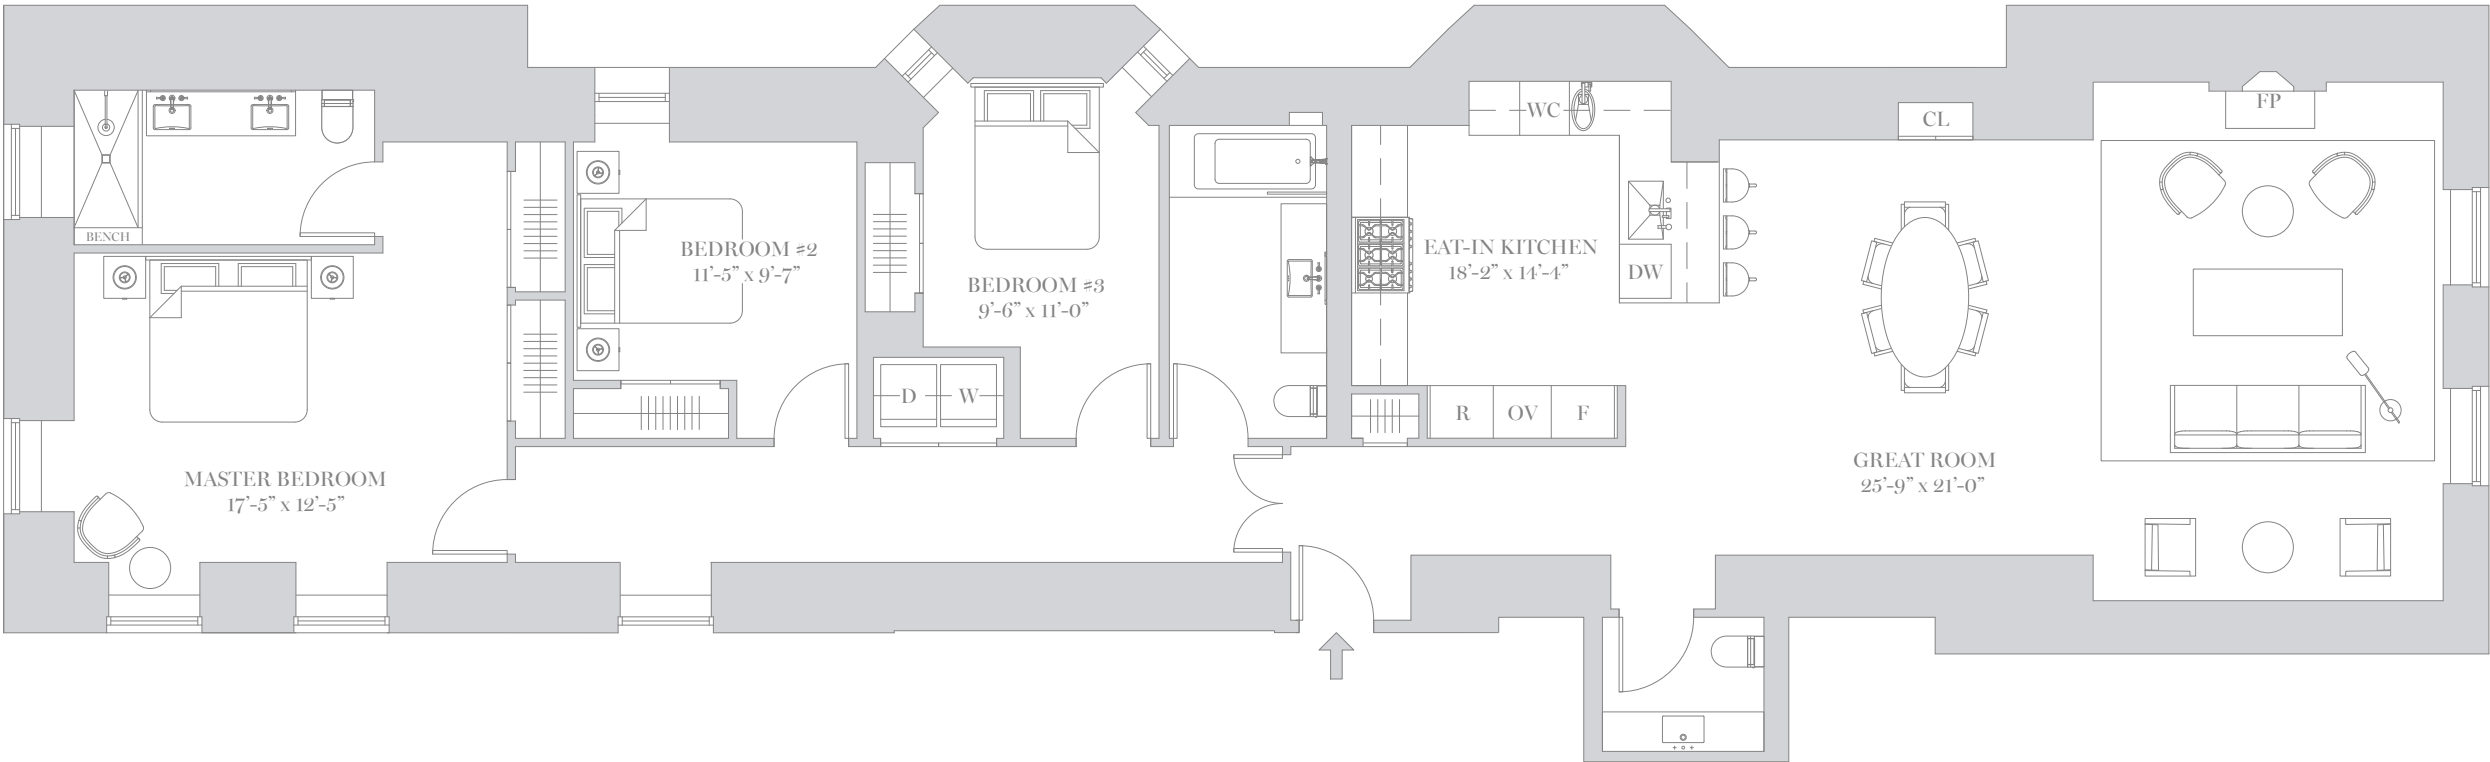 WC
FP
CL
BENCH
BEDROOM #2
11'-5” x 9'-7”
EAT-IN KITCHEN
18'-2” x 14'-4”
DW
BEDROOM #3
9'-6” x 11'-0”
D
W
R
OV
F
MASTER BEDROOM
17'-5” x 12'-5”
GREAT ROOM
25'-9” x 21'-0”